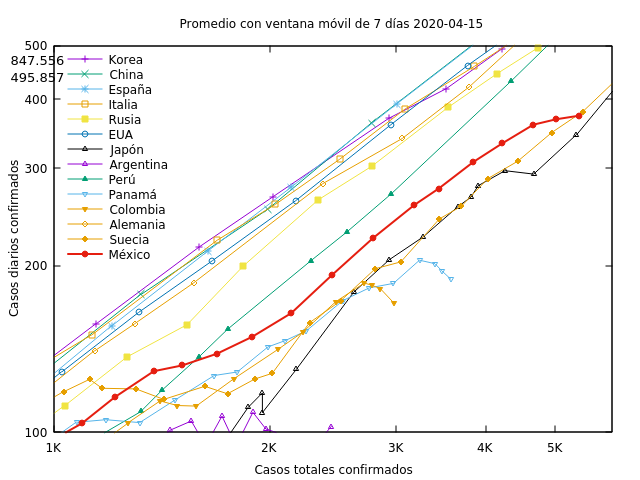 Promedio con ventana móvil de 7 días 2020-04-15
500
847.556
495.857
400
300
200
100
Korea
China
España
Italia
Rusia
EUA
Japón
Argentina
Perú
Panamá
Colombia
Alemania
Suecia
México
Casos diarios confirmados
1K
2K
3K
4K
5K
Casos totales confirmados